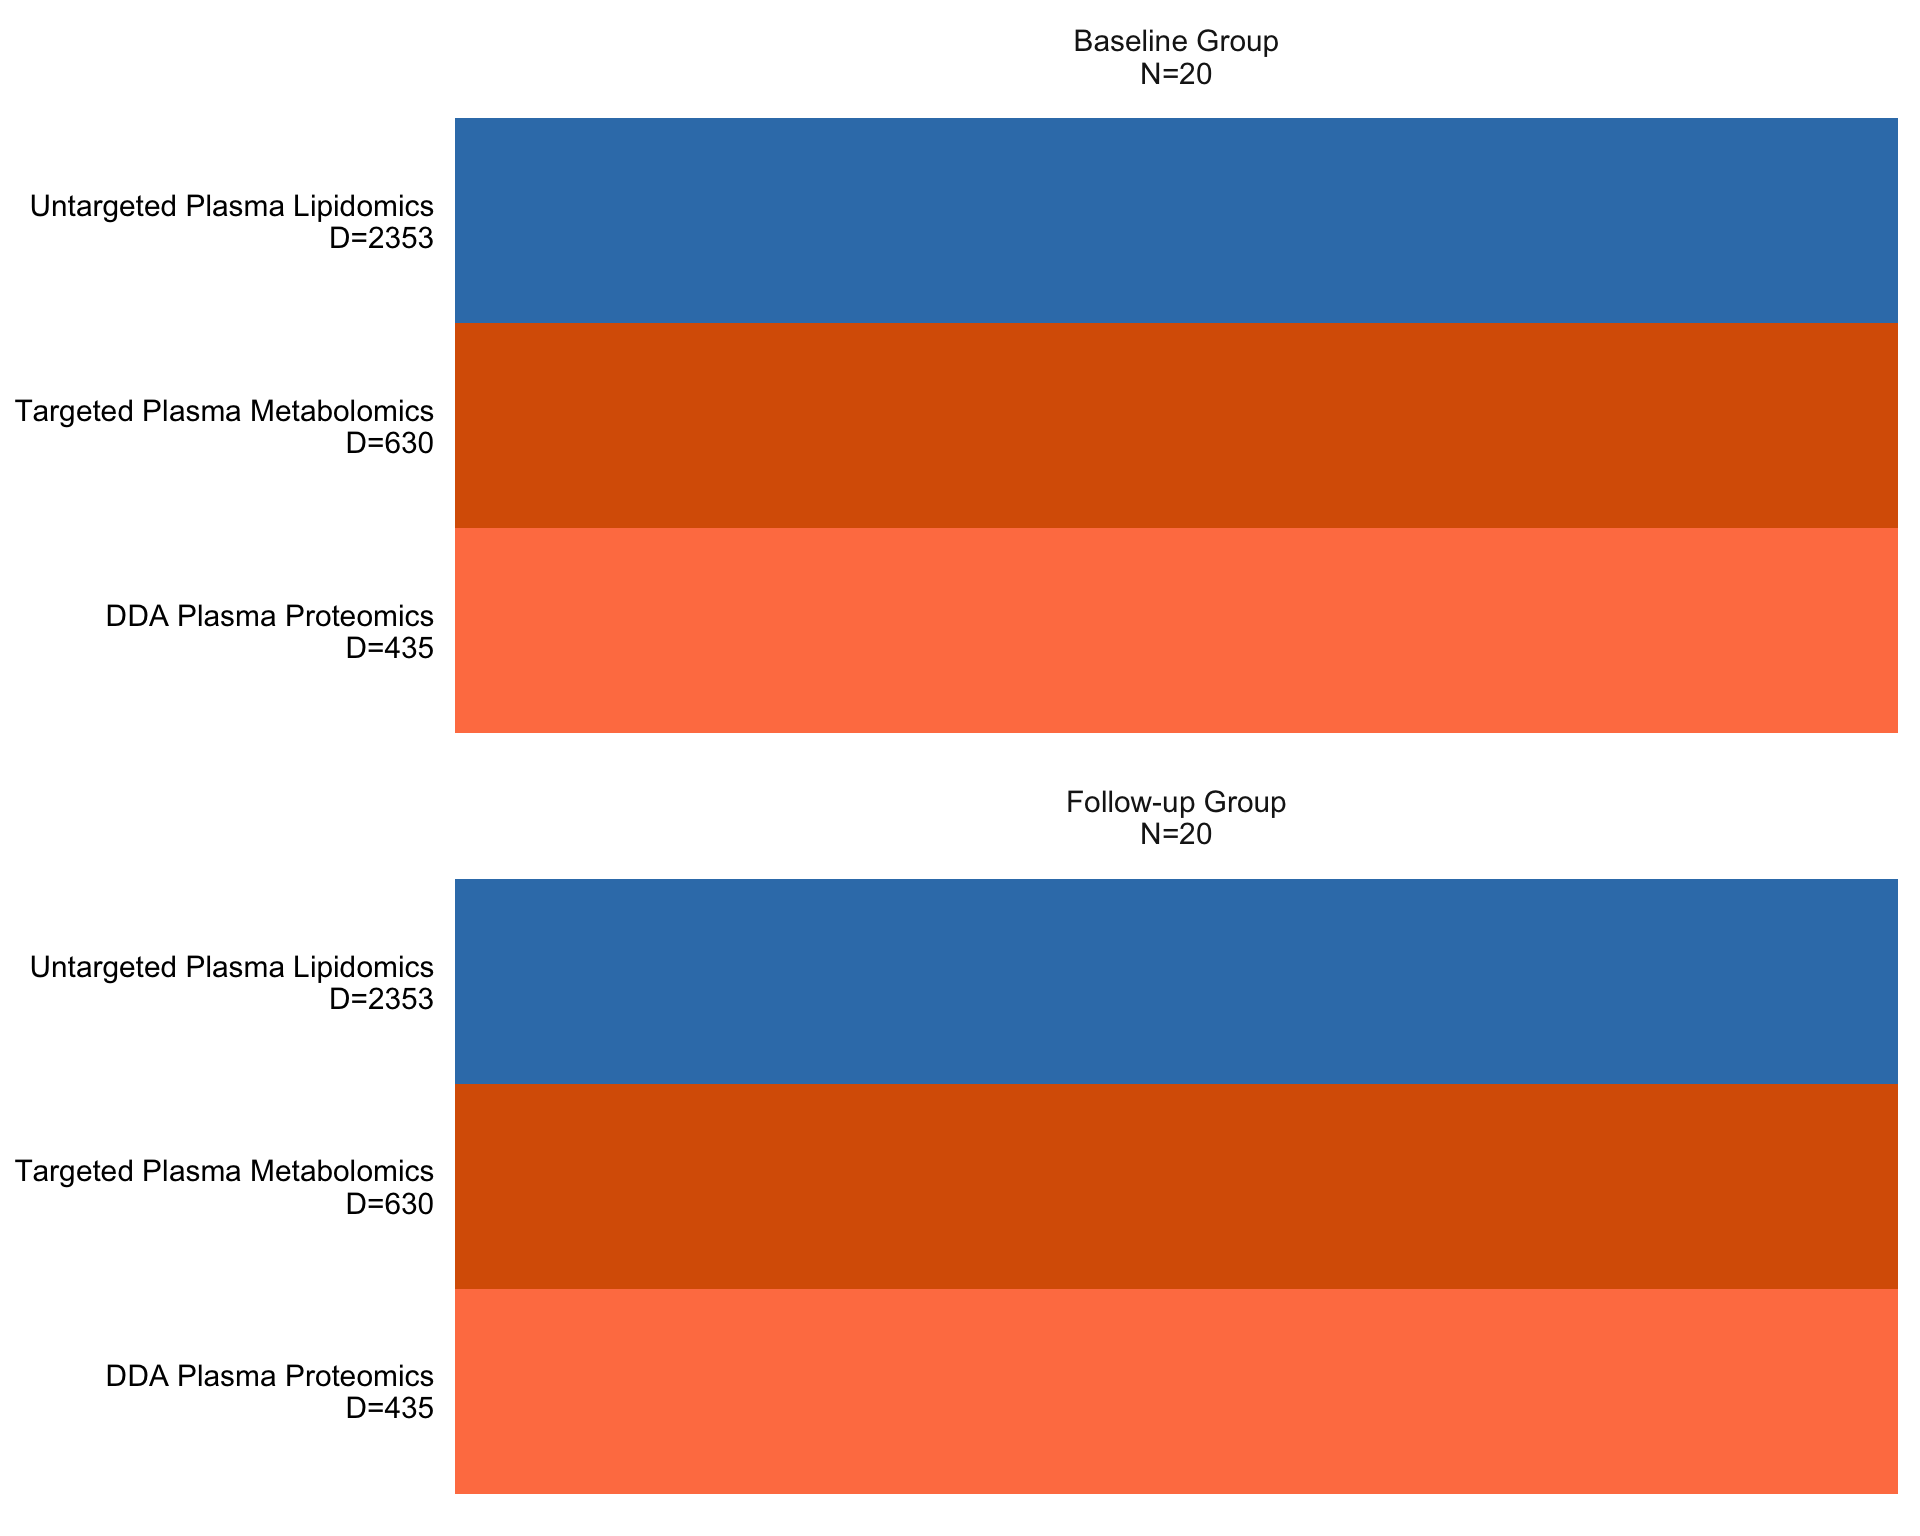 Baseline Group
N=20
Untargeted Plasma Lipidomics
D=2353
Targeted Plasma Metabolomics
D=630
DDA Plasma Proteomics
D=435
Follow-up Group
N=20
Untargeted Plasma Lipidomics
D=2353
Targeted Plasma Metabolomics
D=630
DDA Plasma Proteomics
D=435